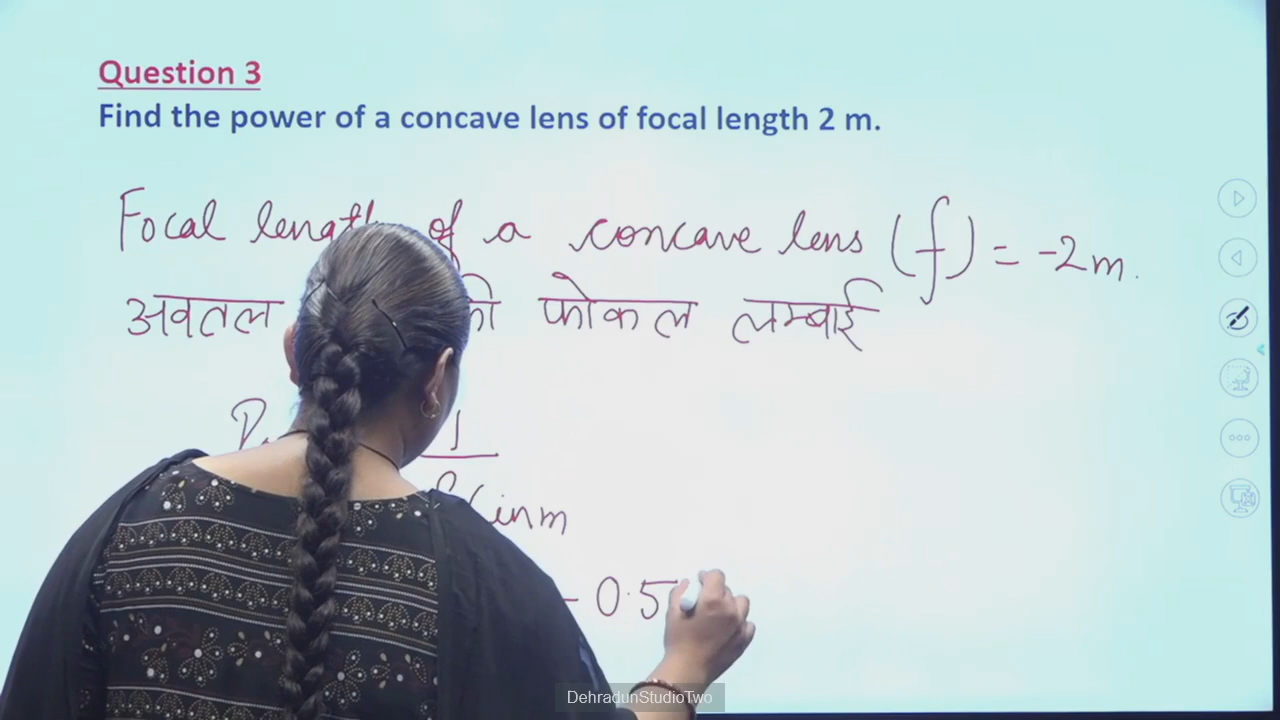 Question 3
Find the power of a concave lens of focal length 2 m.
Focal length of a concave lens (f) = -2m.
अवतल की फोकल लम्बाई
1
(in m
- 0.5
DehradunStudioTwo